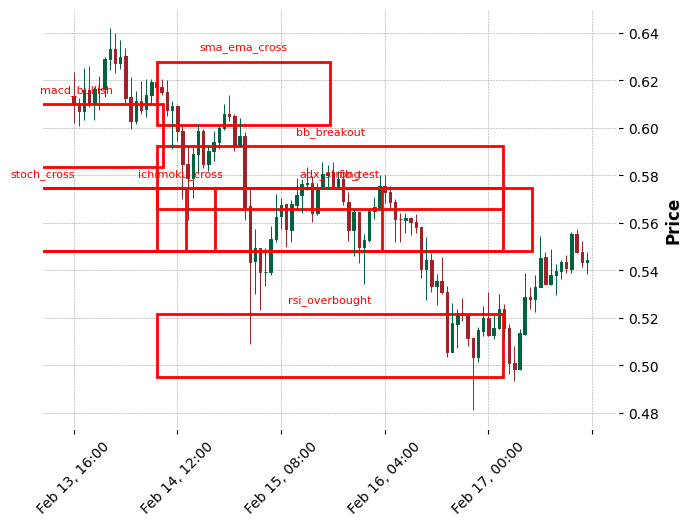 sma_ema_cross
macd_bullish
bb_breakout
stoch_cross
ichimoku_cross
rsi_overbought
0.64
0.62
0.60
0.58
0.56
0.54
0.52
0.50
0.48
Price
Feb 13, 16:00
Feb 14, 12:00
Feb 15, 08:00
Feb 16, 04:00
Feb 17, 00:00